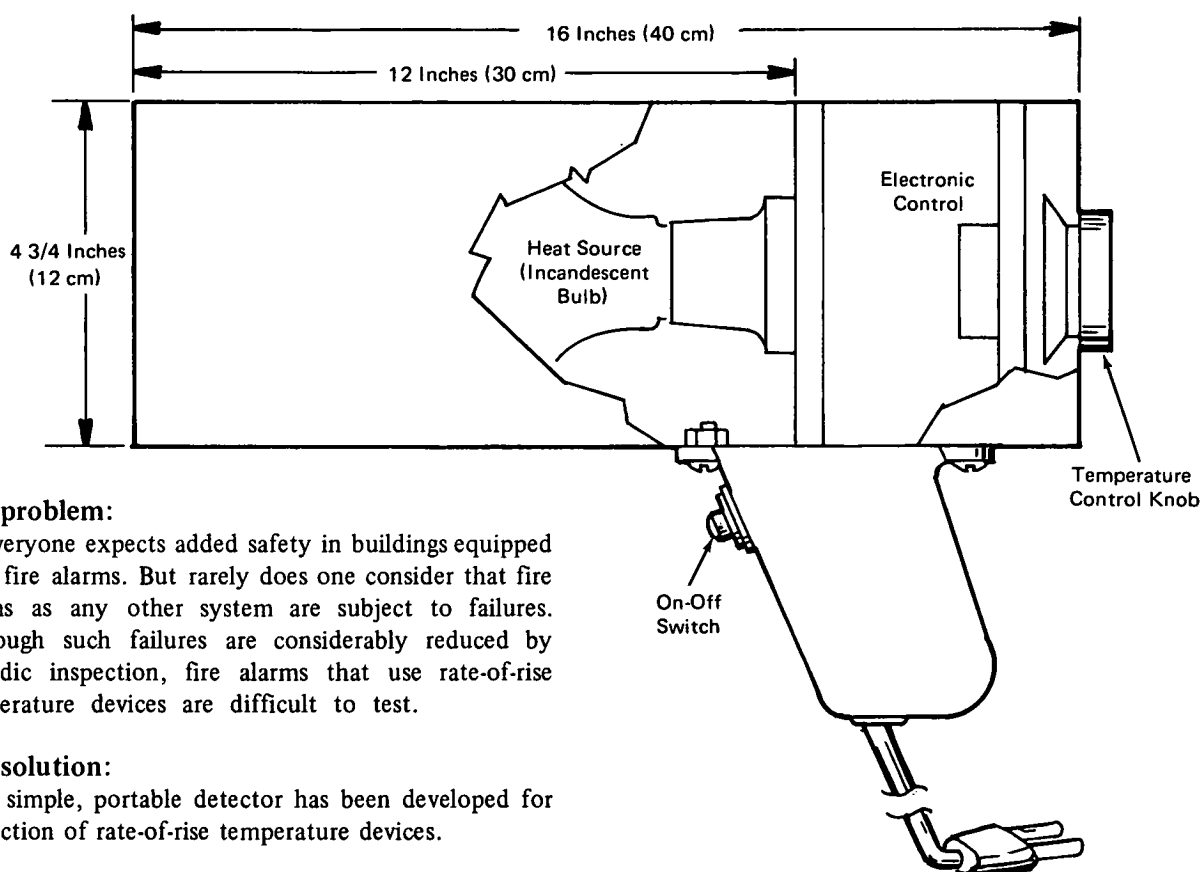 16 Inches (40 cm)
12 Inches (30 cm)
Electronic
Control
4 3/4 Inches
(12 cm)
Heat Source
(Incandescent
Bulb)
Temperature
Control Knob
On-Off
Switch
problem:
veryone expects added safety in buildings equipped
fire alarms. But rarely does one consider that fire
ns as any other system are subject to failures.
ough such failures are considerably reduced by
dic inspection, fire alarms that use rate-of-rise
perature devices are difficult to test.
solution:
simple, portable detector has been developed for
ction of rate-of-rise temperature devices.